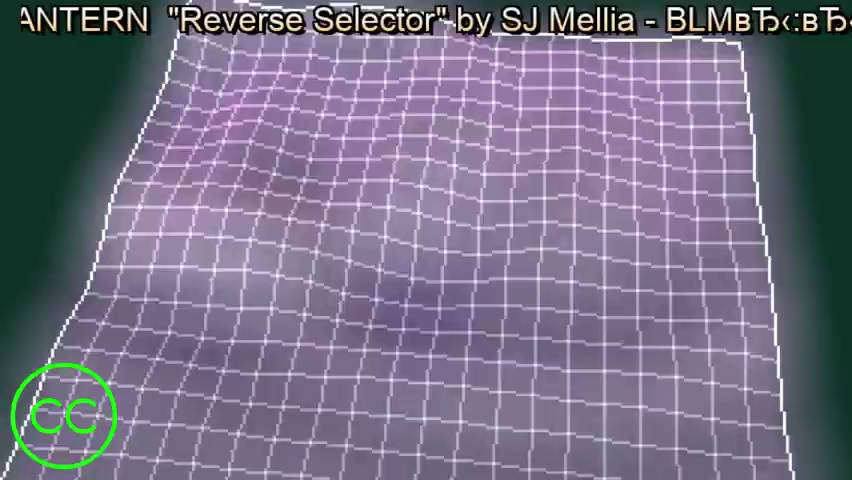 ANTERN "Reverse Selector" by SJ Mellia - BLMвЂ‹:вЂ‹
CC